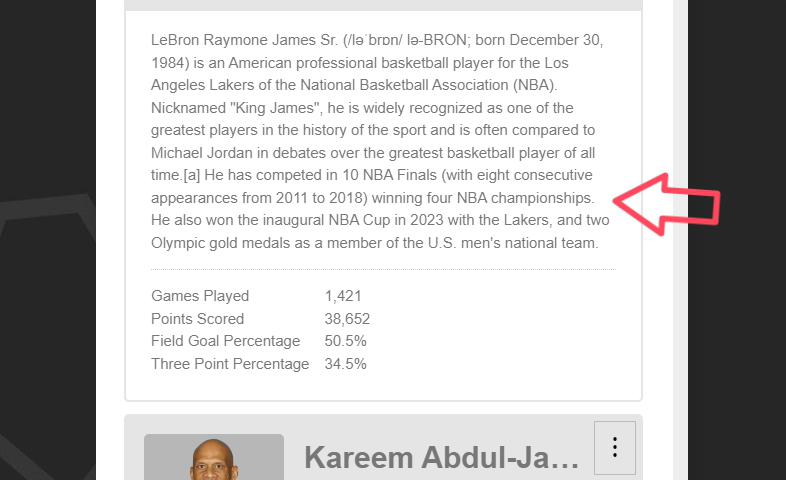 LeBron Raymone James Sr. (/ləˈbrɒn/ lə-BRON; born December 30,
1984) is an American professional basketball player for the Los
Angeles Lakers of the National Basketball Association (NBA).
Nicknamed "King James", he is widely recognized as one of the
greatest players in the history of the sport and is often compared to
Michael Jordan in debates over the greatest basketball player of all
time.[a] He has competed in 10 NBA Finals (with eight consecutive
appearances from 2011 to 2018) winning four NBA championships.
He also won the inaugural NBA Cup in 2023 with the Lakers, and two
Olympic gold medals as a member of the U.S. men's national team.
Games Played 1,421
Points Scored 38,652
Field Goal Percentage 50.5%
Three Point Percentage 34.5%
Kareem Abdul-Ja...